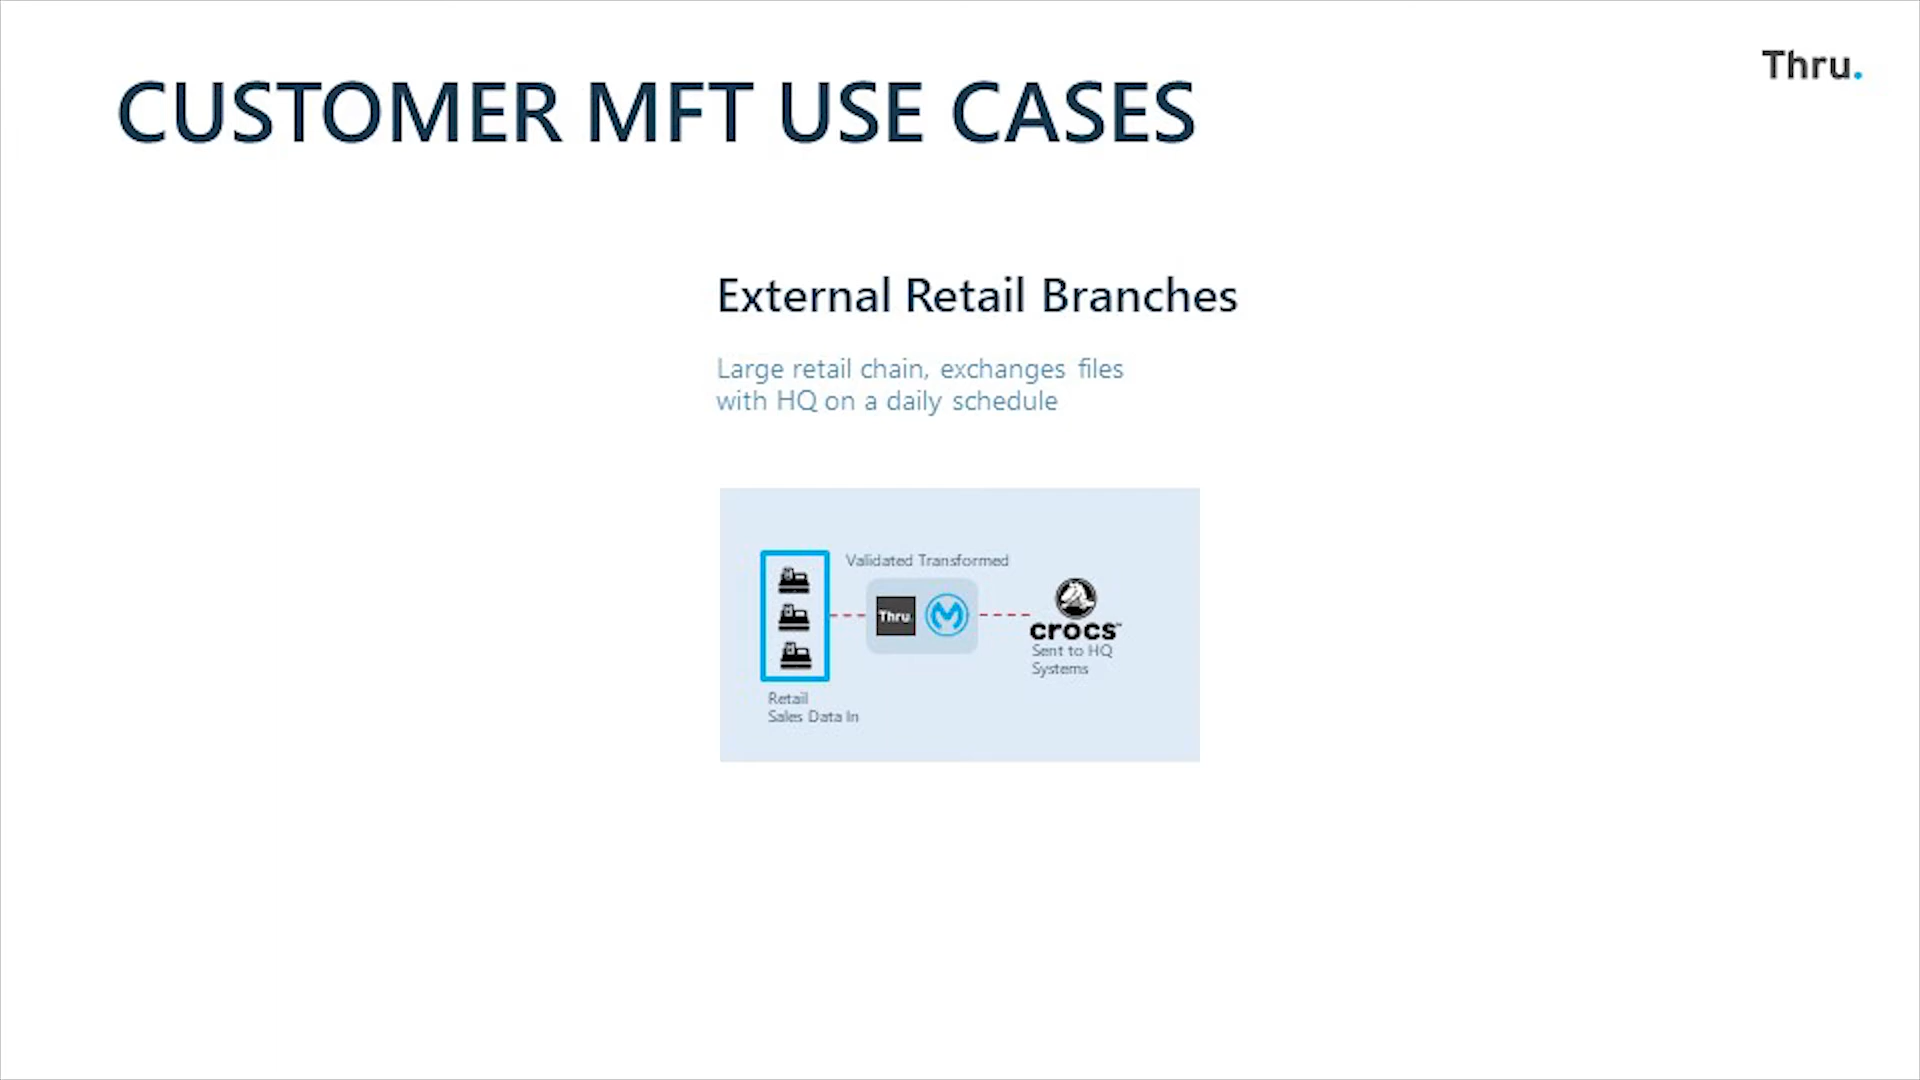 Thru.
CUSTOMER MFT USE CASES
External Retail Branches
Large retail chain, exchanges files
with HQ on a daily schedule
Validated Transformed
Thru.
crocs™
Sent to HQ
Systems
Retail
Sales Data In